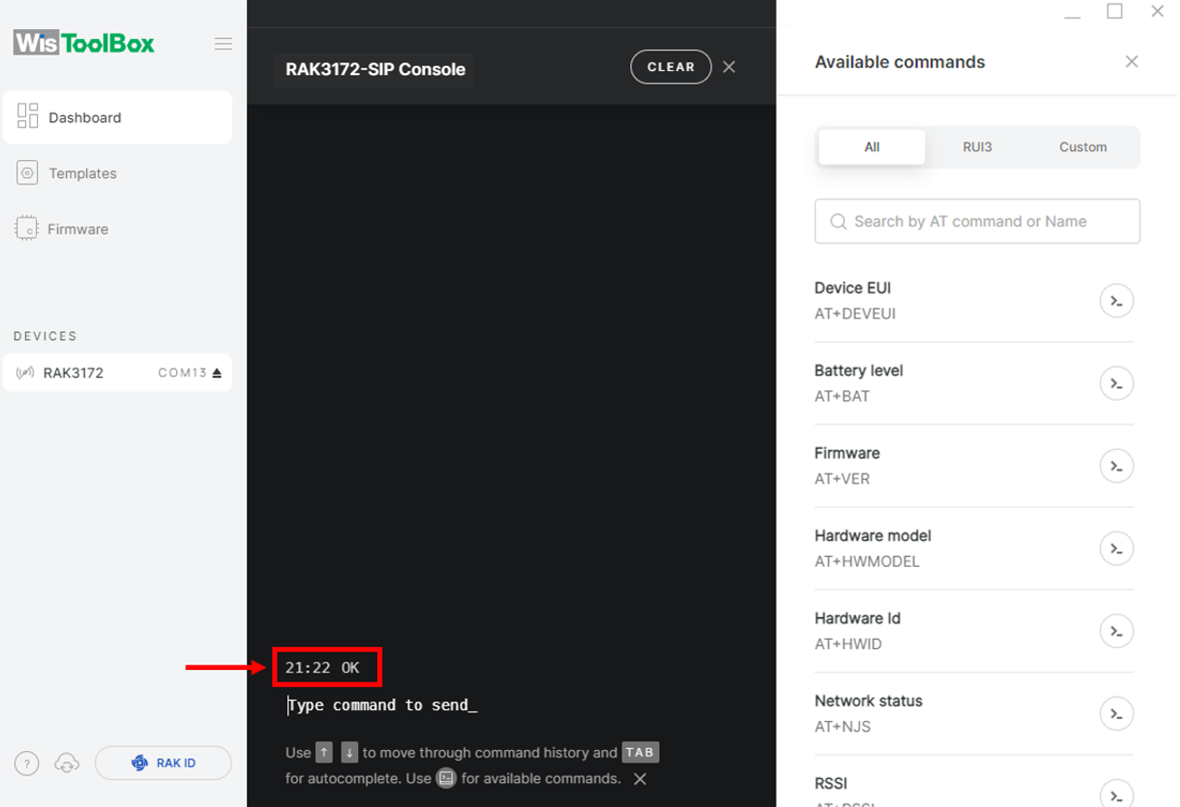 WisToolBox
Dashboard
Templates
Firmware
DEVICES
RAK3172 COM13
?
RAK ID
RAK3172-SIP Console
CLEAR
21:22 OK
Type command to send_
Use ↑ ↓ to move through command history and TAB
for autocomplete. Use for available commands.
Available commands
All RUI3 Custom
Search by AT command or Name
Device EUI
AT+DEVEUI
Battery level
AT+BAT
Firmware
AT+VER
Hardware model
AT+HWMODEL
Hardware Id
AT+HWID
Network status
AT+NJS
RSSI
AT+RSSI